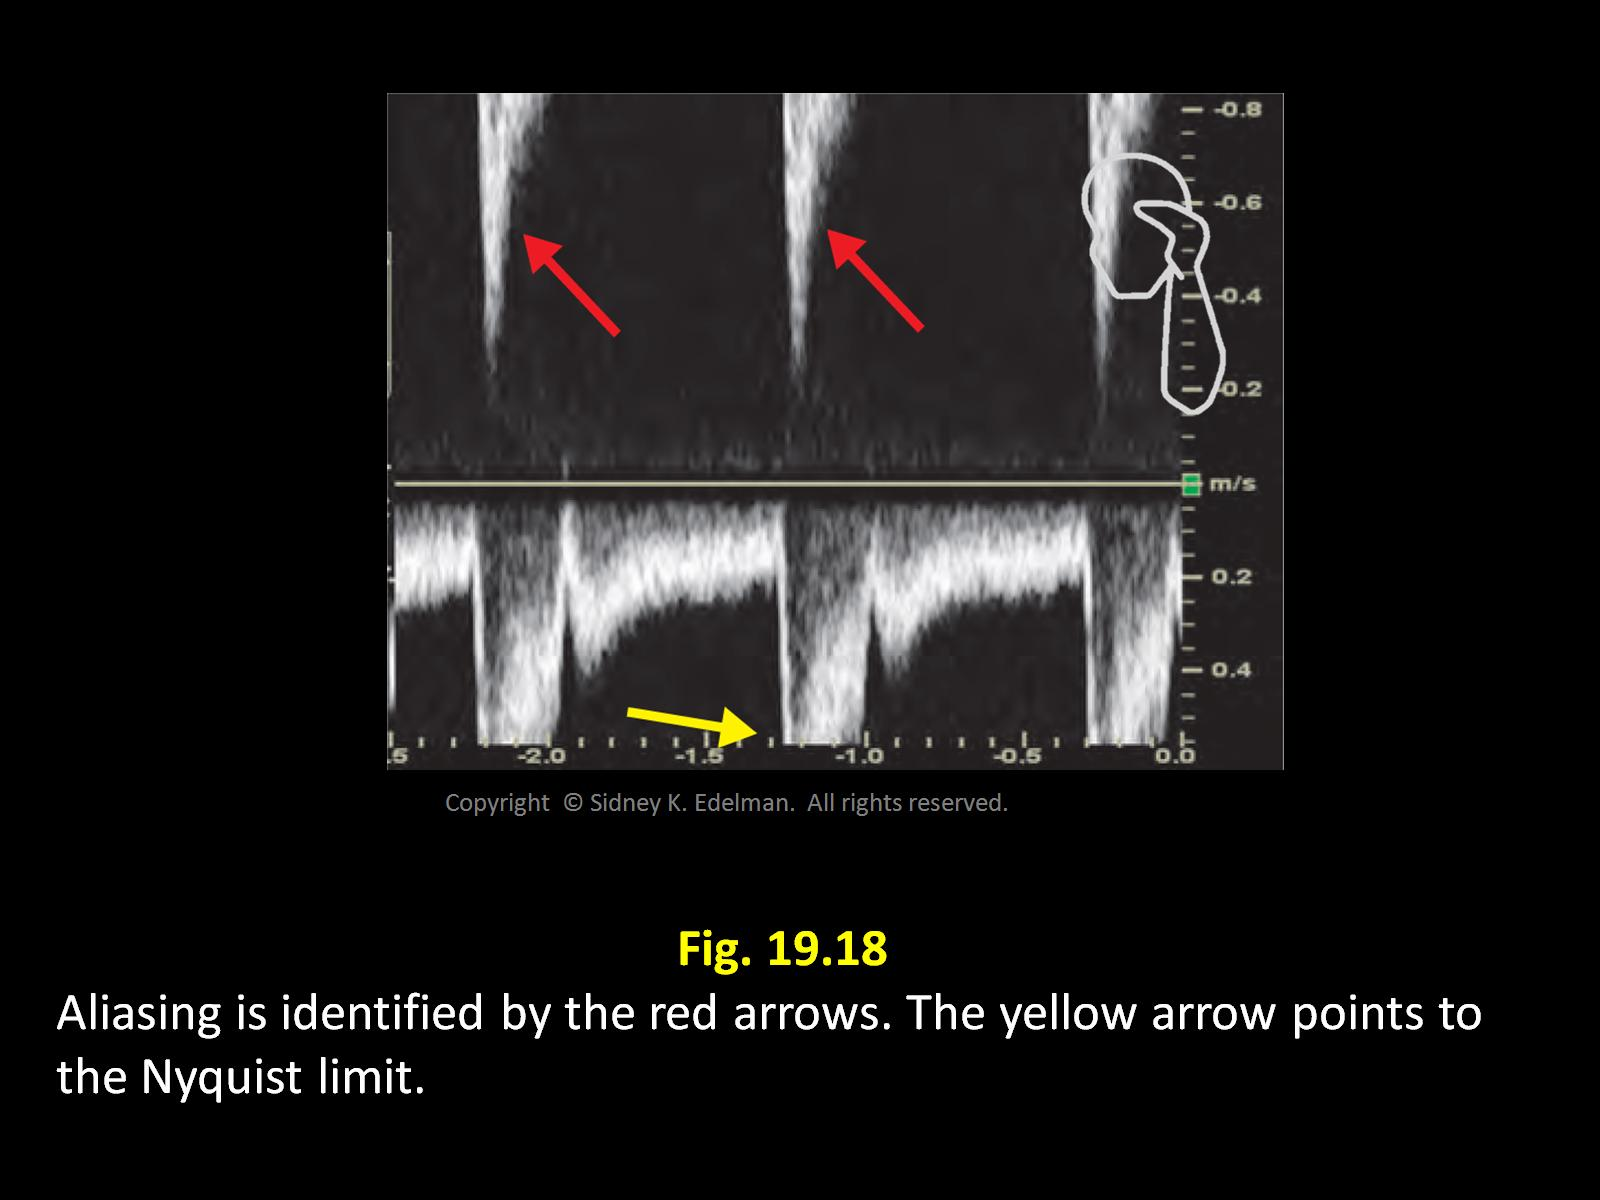 -0.8
-0.6
-0.4
-0.2
m/s
0.2
0.4
.5 -2.0 -1.5 -1.0 -0.5 0.0
Copyright © Sidney K. Edelman. All rights reserved.
Fig. 19.18
Aliasing is identified by the red arrows. The yellow arrow points to
the Nyquist limit.